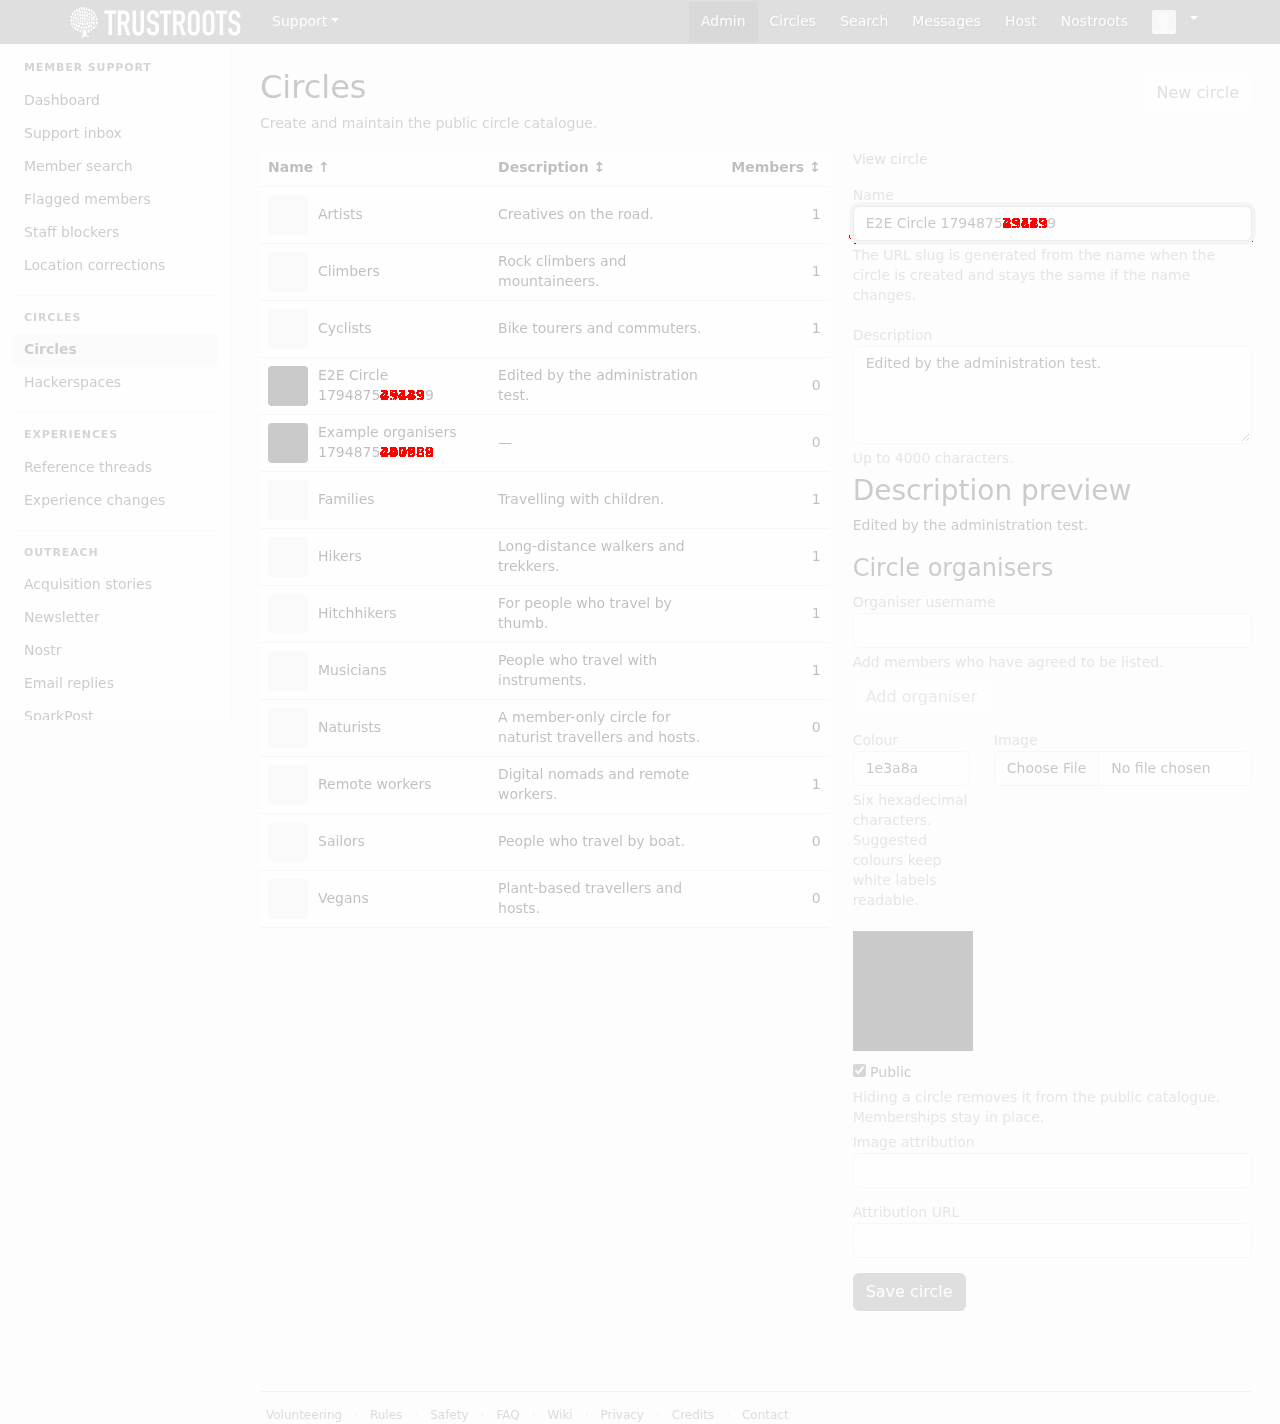 TRUSTROOTS
Support
Admin
Circles
Search
Messages
Host
Nostroots
MEMBER SUPPORT
Dashboard
Support inbox
Member search
Flagged members
Staff blockers
Location corrections
CIRCLES
Circles
Hackerspaces
EXPERIENCES
Reference threads
Experience changes
OUTREACH
Acquisition stories
Newsletter
Nostr
Email replies
SparkPost
Circles
New circle
Create and maintain the public circle catalogue.
Name ↑ Description ↕ Members ↕
Artists Creatives on the road. 1
Climbers Rock climbers and
mountaineers. 1
Cyclists Bike tourers and commuters. 1
E2E Circle Edited by the administration
test. 0
Example organisers — 0
Families Travelling with children. 1
Hikers Long-distance walkers and
trekkers. 1
Hitchhikers For people who travel by
thumb. 1
Musicians People who travel with
instruments. 1
Naturists A member-only circle for
naturist travellers and hosts. 0
Remote workers Digital nomads and remote
workers. 1
Sailors People who travel by boat. 0
Vegans Plant-based travellers and
hosts. 0
View circle
Name
E2E Circle
The URL slug is generated from the name when the
circle is created and stays the same if the name
changes.
Description
Edited by the administration test.
Up to 4000 characters.
Description preview
Edited by the administration test.
Circle organisers
Organiser username
Add members who have agreed to be listed.
Add organiser
Colour Image
1e3a8a Choose File No file chosen
Six hexadecimal
characters.
Suggested
colours keep
white labels
readable.
Public
Hiding a circle removes it from the public catalogue.
Memberships stay in place.
Image attribution
Attribution URL
Save circle
Volunteering · Rules · Safety · FAQ · Wiki · Privacy · Credits · Contact